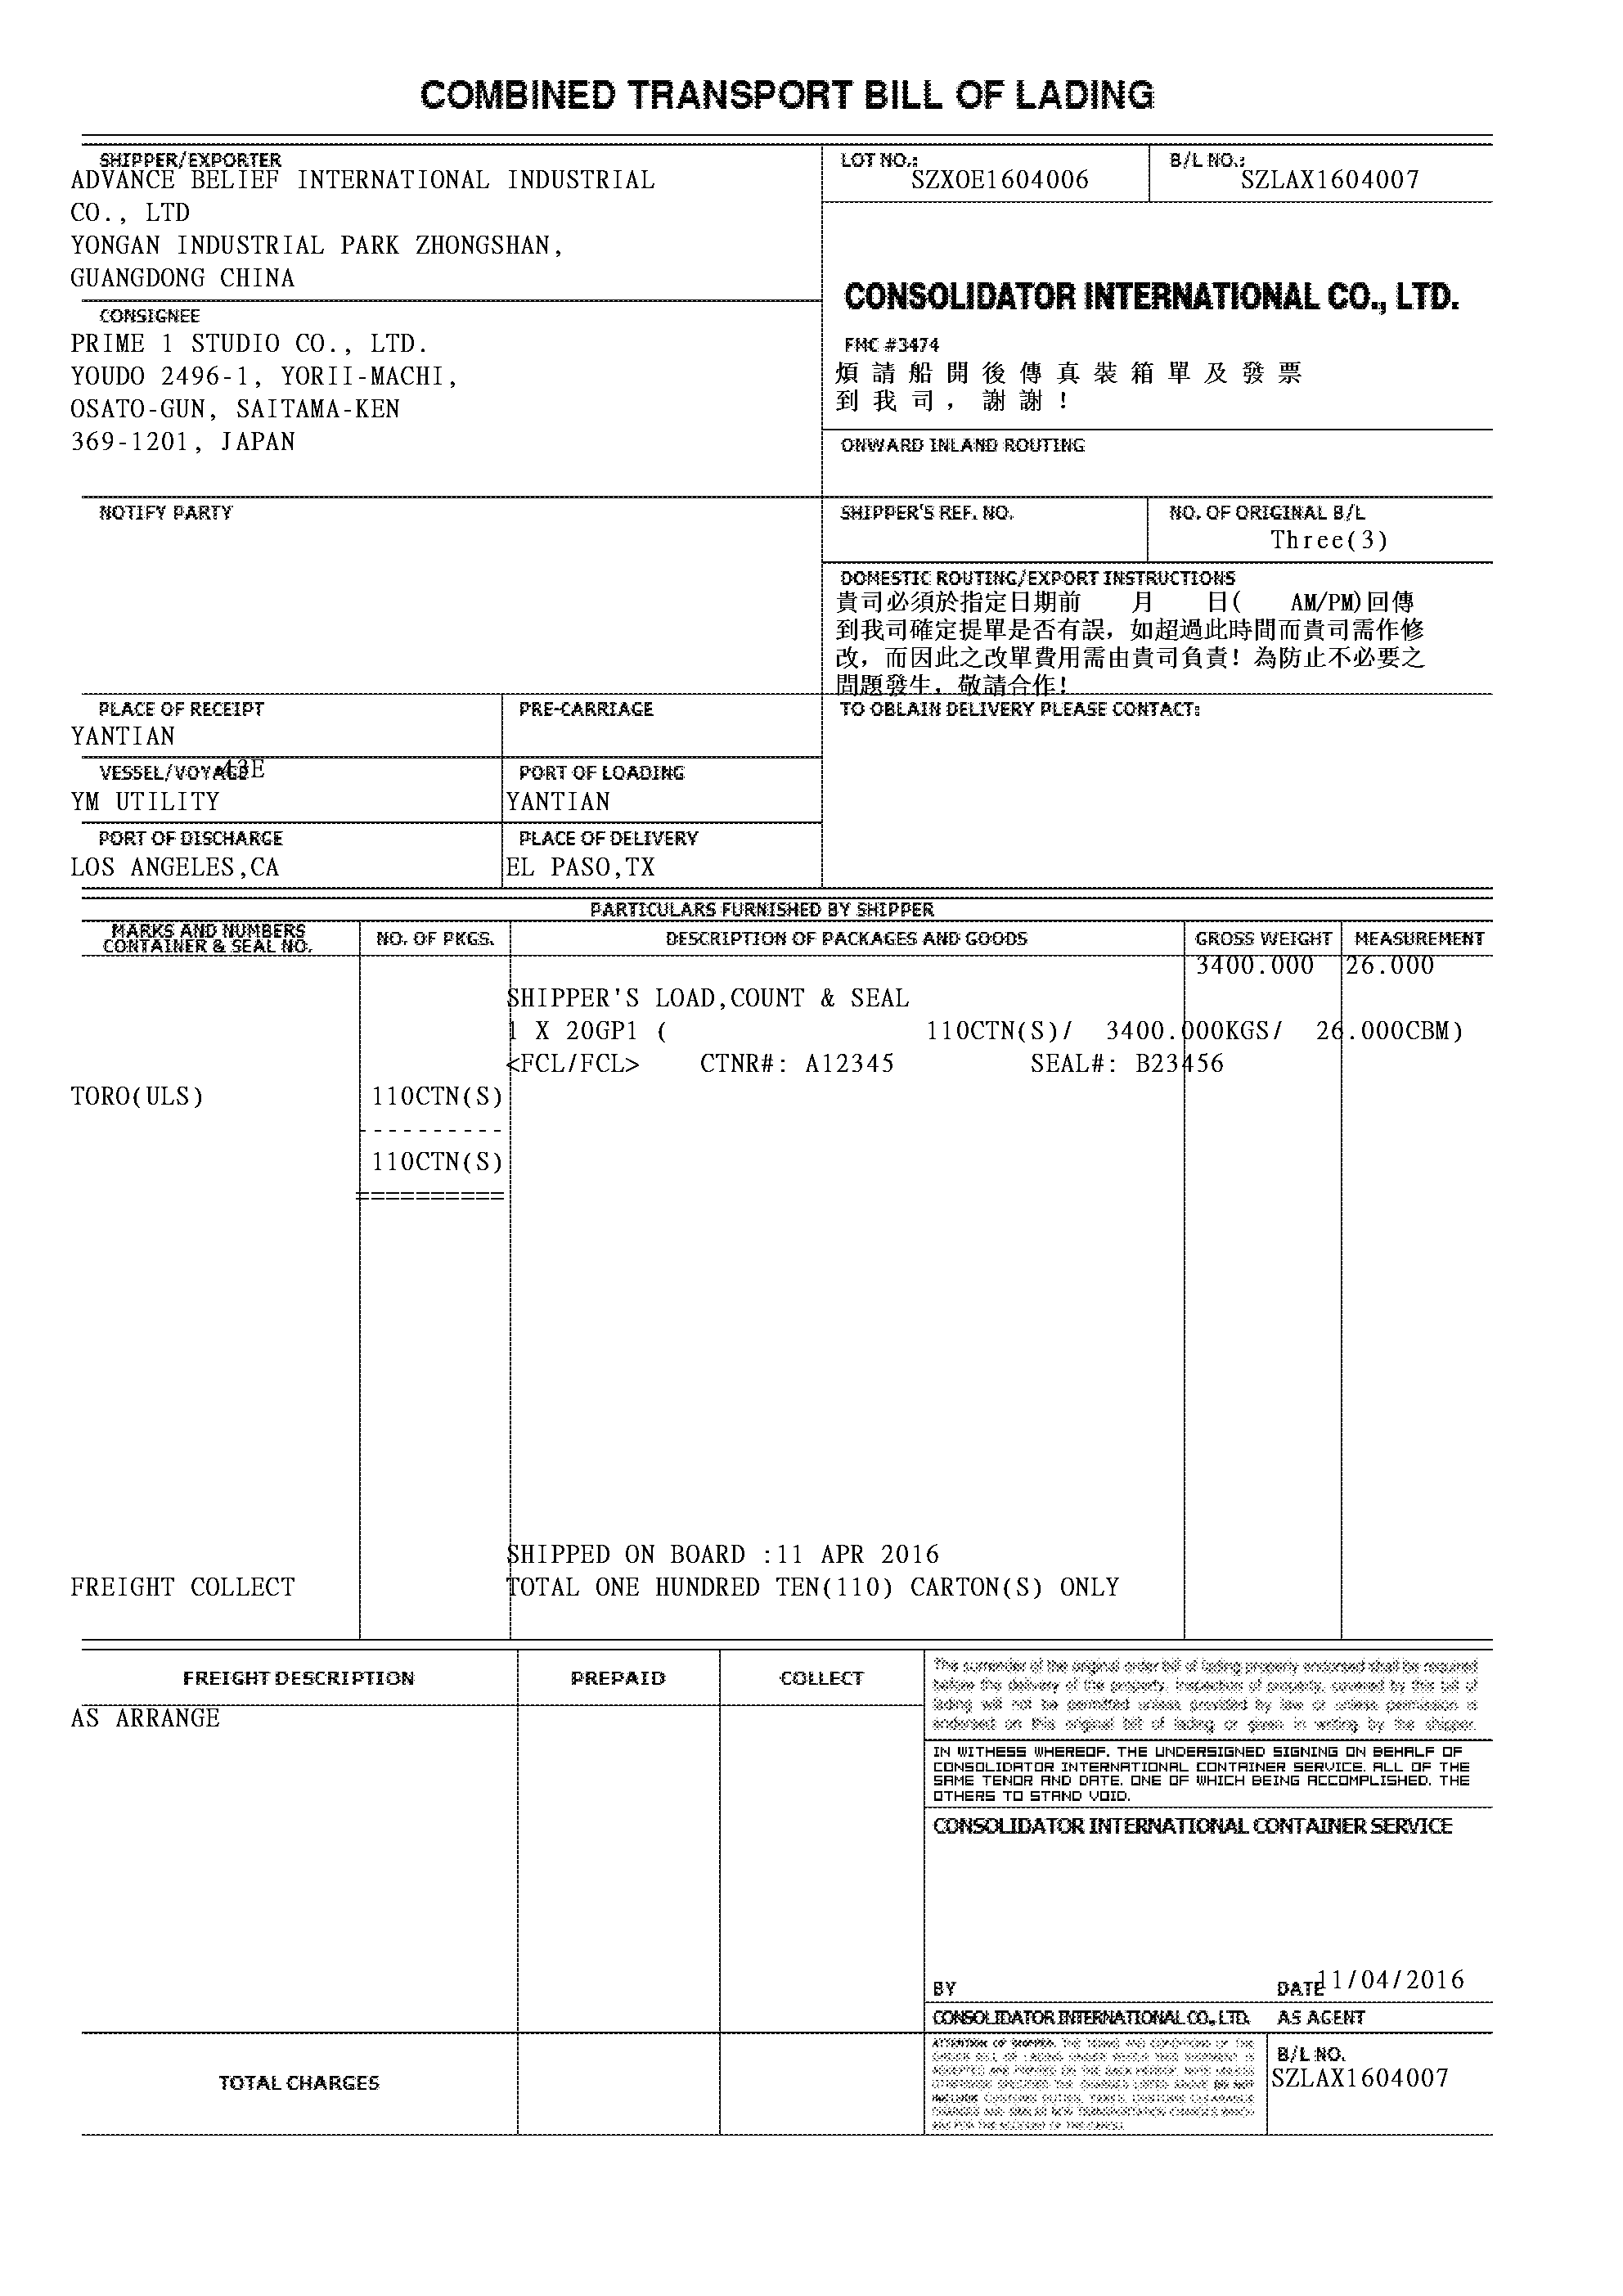 COMBINED TRANSPORT BILL OF LADING
SHIPPER/EXPORTER
ADVANCE BELIEF INTERNATIONAL INDUSTRIAL
CO., LTD
YONGAN INDUSTRIAL PARK ZHONGSHAN,
GUANGDONG CHINA
LOT NO.:
SZXOE1604006
B/L NO.:
SZLAX1604007
CONSIGNEE
PRIME 1 STUDIO CO., LTD.
YOUDO 2496-1, YORII-MACHI,
OSATO-GUN, SAITAMA-KEN
369-1201, JAPAN
CONSOLIDATOR INTERNATIONAL CO., LTD.
FMC #3474
煩請船開後傳真裝箱單及發票
到我司，謝謝!
ONWARD INLAND ROUTING
NOTIFY PARTY
SHIPPER'S REF. NO.
NO. OF ORIGINAL B/L
Three(3)
DOMESTIC ROUTING/EXPORT INSTRUCTIONS
貴司必須於指定日期前 月 日( AM/PM)回傳
到我司確定提單是否有誤，如超過此時間而貴司需作修
改，而因此之改單費用需由貴司負責!為防止不必要之
問題發生，敬請合作!
PLACE OF RECEIPT
YANTIAN
PRE-CARRIAGE
TO OBLAIN DELIVERY PLEASE CONTACT:
VESSEL/VOYAGE 43E
YM UTILITY
PORT OF LOADING
YANTIAN
PORT OF DISCHARGE
LOS ANGELES,CA
PLACE OF DELIVERY
EL PASO,TX
PARTICULARS FURNISHED BY SHIPPER
MARKS AND NUMBERS
CONTAINER & SEAL NO.
NO. OF PKGS.
DESCRIPTION OF PACKAGES AND GOODS
GROSS WEIGHT
MEASUREMENT
3400.000 26.000
SHIPPER'S LOAD,COUNT & SEAL
1 X 20GP1 ( 110CTN(S)/ 3400.000KGS/ 26.000CBM)
<FCL/FCL> CTNR#: A12345 SEAL#: B23456
TORO(ULS) 110CTN(S)
----------
110CTN(S)
==========
SHIPPED ON BOARD :11 APR 2016
FREIGHT COLLECT TOTAL ONE HUNDRED TEN(110) CARTON(S) ONLY
FREIGHT DESCRIPTION
PREPAID
COLLECT
AS ARRANGE
The surrender of the original order bill of lading property endorsed shall be required
before the delivery of the property. Inspection of property, covered by this bill of
lading will not be permitted unless provided by law or unless permission is
endorsed on this original bill of lading or given in writing by the shipper.
IN WITHESS WHEREOF, THE UNDERSIGNED SIGNING ON BEHALF OF
CONSOLIDATOR INTERNATIONAL CONTAINER SERVICE. ALL OF THE
SAME TENOR AND DATE, ONE OF WHICH BEING ACCOMPLISHED, THE
OTHERS TO STAND VOID.
CONSOLIDATOR INTERNATIONAL CONTAINER SERVICE
BY
DATE 11/04/2016
CONSOLIDATOR INTERNATIONAL CO., LTD. AS AGENT
TOTAL CHARGES
B/L NO.
SZLAX1604007